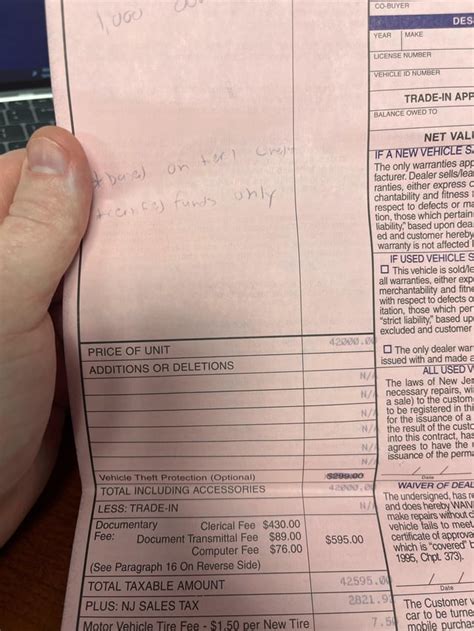 1,000
CO-BUYER
DES
YEAR MAKE
LICENSE NUMBER
VEHICLE ID NUMBER
TRADE-IN APP
BALANCE OWED TO
NET VAL
IF A NEW VEHICLE SA
The only warranties app
facturer. Dealer sells/lea
ranties, either express o
chantability and fitness f
respect to defects or ma
tion, those which pertain
liability," based upon dea
ed and customer hereby
warranty is not affected
IF USED VEHICLE S
This vehicle is sold/le
all warranties, either exp
merchantability and fitne
with respect to defects o
itation, those which per
"strict liability," based up
excluded and customer
The only dealer war
issued with and made a
ALL USED V
The laws of New Jer
necessary repairs, wi
a sale) to the custom
to be registered in thi
for the issuance of a
the result of the custo
into this contract, has
agrees to have the n
issuance of the perma
Date
WAIVER OF DEAL
The undersigned, has r
and does hereby WAIV
make repairs without c
vehicle fails to meet
certificate of approva
which is "covered"
1995, Chpt. 373).
Date
The Customer v
car to be turne
mobile purchas
on
funds only
PRICE OF UNIT 42000.00
ADDITIONS OR DELETIONS N/
N/
N/
N/
N/
Vehicle Theft Protection (Optional) $299.00
TOTAL INCLUDING ACCESSORIES 42000.00
LESS: TRADE-IN N/
Documentary Fee: Clerical Fee $430.00
Document Transmittal Fee $89.00 $595.00
Computer Fee $76.00
(See Paragraph 16 On Reverse Side)
TOTAL TAXABLE AMOUNT 42595.00
PLUS: NJ SALES TAX 2821.9
Motor Vehicle Tire Fee - $1.50 per New Tire 7.5